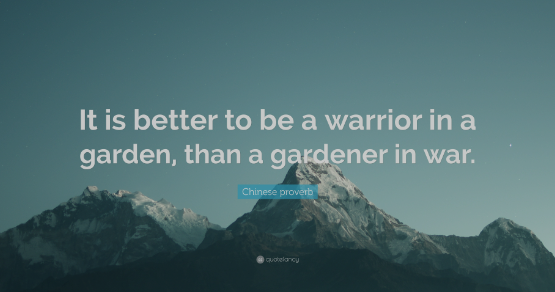 It is better to be a warrior in a
garden, than a gardener in war.
Chinese proverb
quotefancy